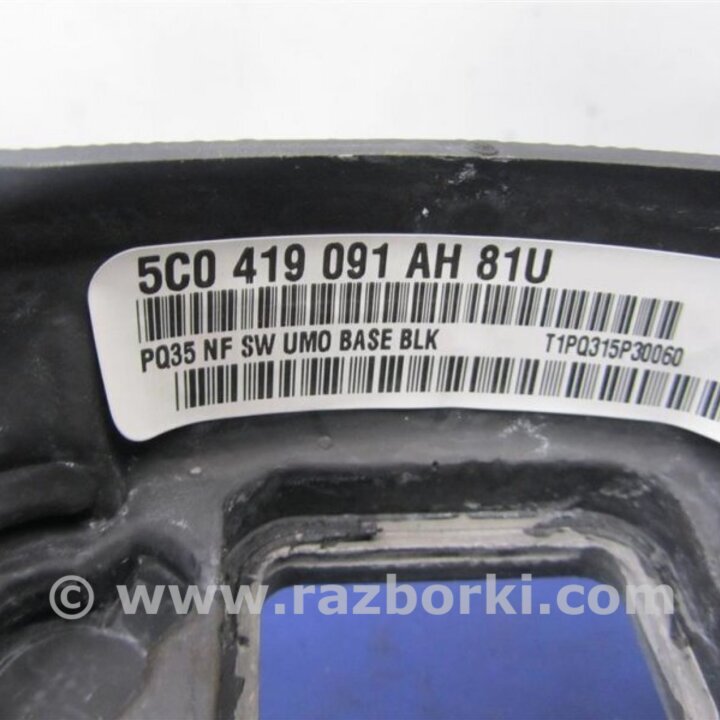 5C0 419 091 AH 81U
PQ35 NF SW UMO BASE BLK T1PQ315P30060
© www.razborki.com